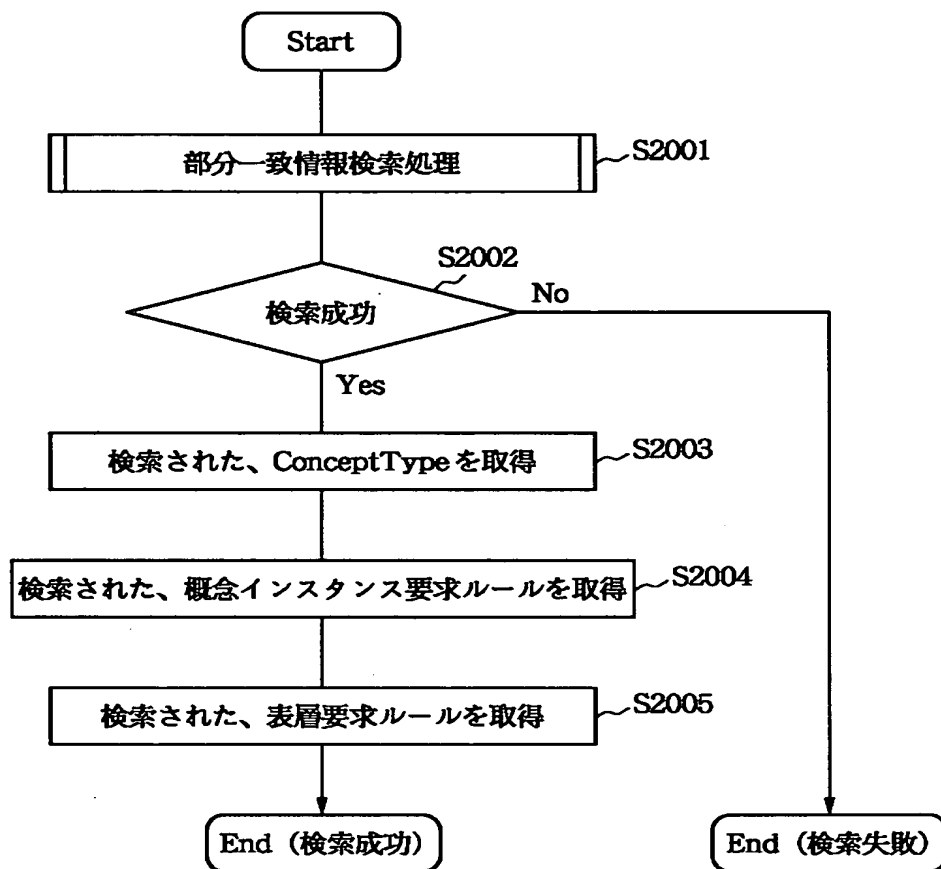 Start
部分一致情報検索処理
S2001
S2002
検索成功
No
Yes
検索された、ConceptTypeを取得
S2003
検索された、概念インスタンス要求ルールを取得
S2004
検索された、表層要求ルールを取得
S2005
End（検索成功）
End（検索失敗）